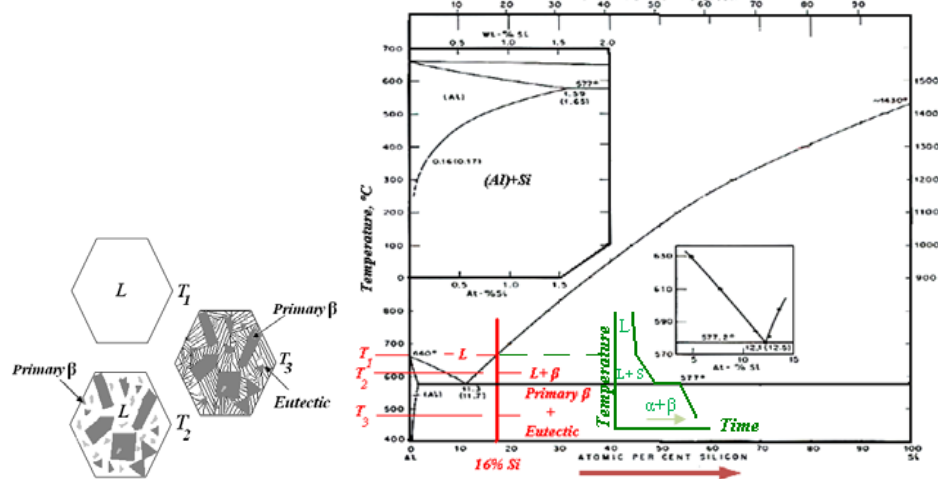 10 20 30 40 50 60 70 80 90
WT.-% Si
0.5 1.0 1.5 2.0
700
600
500
400
300
200
100
0
(Al)
577°
1.59
(1.65)
0.16(0.17)
(Al)+Si
0.5 1.0 1.5
At.-% Si
Temperature, °C
~1430°
1500
1400
1300
1200
1100
1000
900
630
610
590
570
577.2°
12.1 (12.5)
5 10 15
At.-% Si
800
700
600
500
400
T1
T2
T3
660°
L
L+β
11.3
(11.7)
(Al)
577°
Primary β
+
Eutectic
16% Si
Temperature
L
L+S
α+β
Time
Al 10 20 30 40 50 60 70 80 90 100
ATOMIC PER CENT SILICON
Si
L
T1
Primary β
T3
Eutectic
Primary β
L
T2